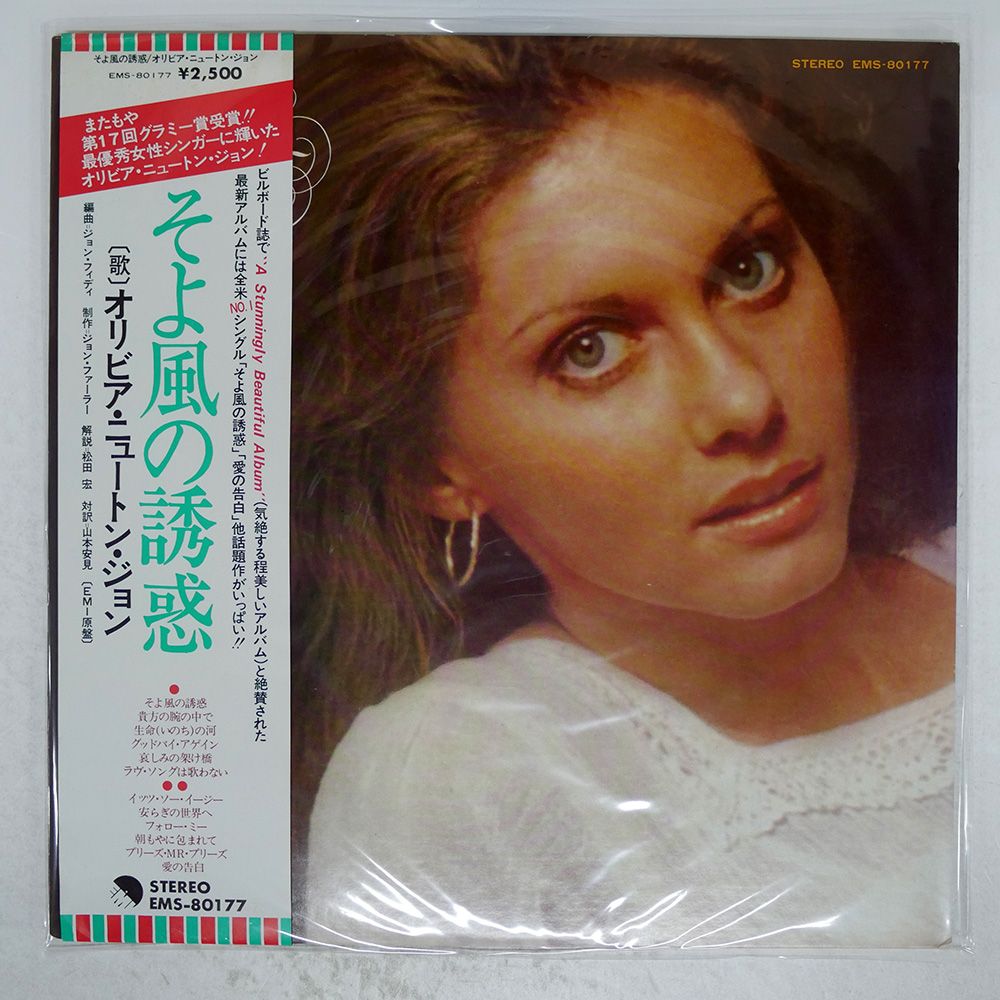 そよ風の誘惑/オリビア・ニュートン・ジョン
EMS-80177 ¥2,500
またもや
第17回グラミー賞受賞!!
最優秀女性シンガーに輝いた
オリビア・ニュートン・ジョン!
STEREO EMS-80177
ビルボード誌で“A Stunningly Beautiful Album”(気絶する程美しいアルバム)と絶賛された
最新アルバムには全米NO.1シングル「そよ風の誘惑」「愛の告白」他話題作がいっぱい!!
そよ風の誘惑
〔歌〕オリビア・ニュートン・ジョン
編曲=ジョン・フィディ 制作=ジョン・ファーラー 解説=松田 宏 対訳=山本安見 〔EMI原盤〕
●
そよ風の誘惑
貴方の腕の中で
生命(いのち)の河
グッドバイ・アゲイン
哀しみの架け橋
ラヴ・ソングは歌わない
●●
イッツ・ソー・イージー
安らぎの世界へ
フォロー・ミー
朝もやに包まれて
プリーズ・MR・プリーズ
愛の告白
STEREO
EMS-80177